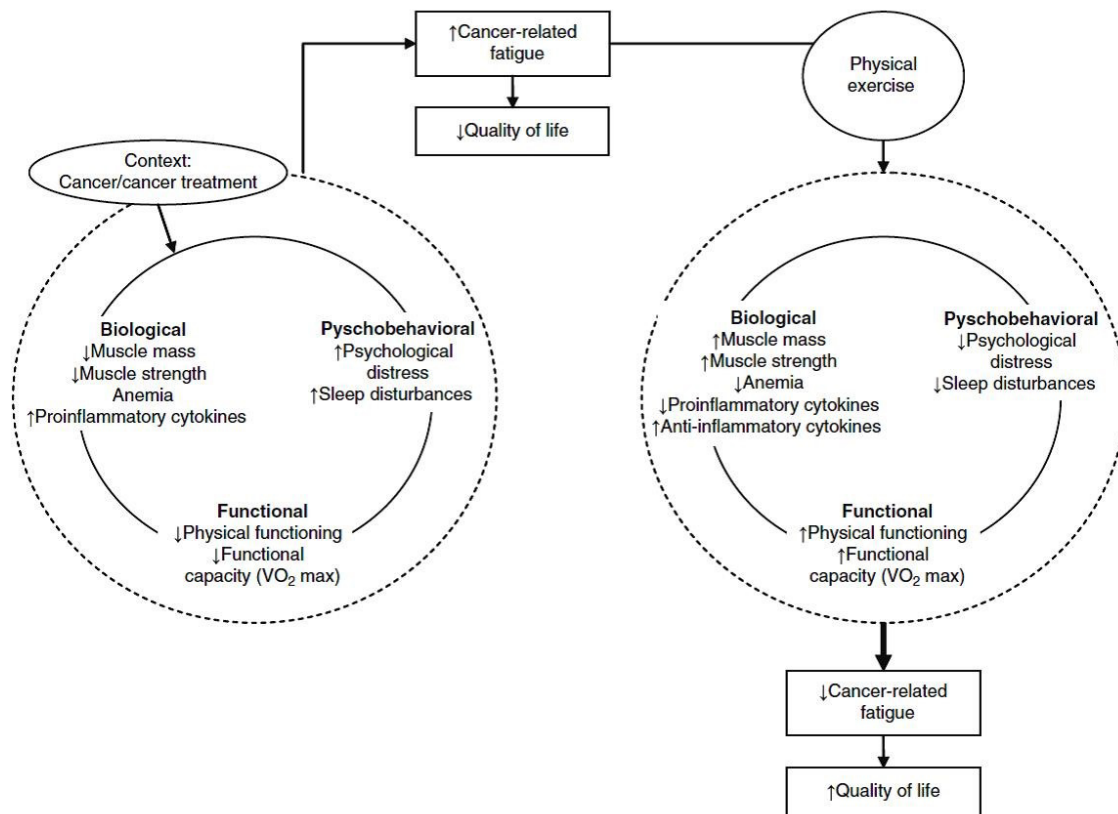 ↑Cancer-related
fatigue
↓Quality of life
Physical
exercise
Context:
Cancer/cancer treatment
Biological
↓Muscle mass
↓Muscle strength
Anemia
↑Proinflammatory cytokines
Pyschobehavioral
↑Psychological
distress
↑Sleep disturbances
Functional
↓Physical functioning
↓Functional
capacity (VO₂ max)
Biological
↑Muscle mass
↑Muscle strength
↓Anemia
↓Proinflammatory cytokines
↑Anti-inflammatory cytokines
Pyschobehavioral
↓Psychological
distress
↓Sleep disturbances
Functional
↑Physical functioning
↑Functional
capacity (VO₂ max)
↓Cancer-related
fatigue
↑Quality of life